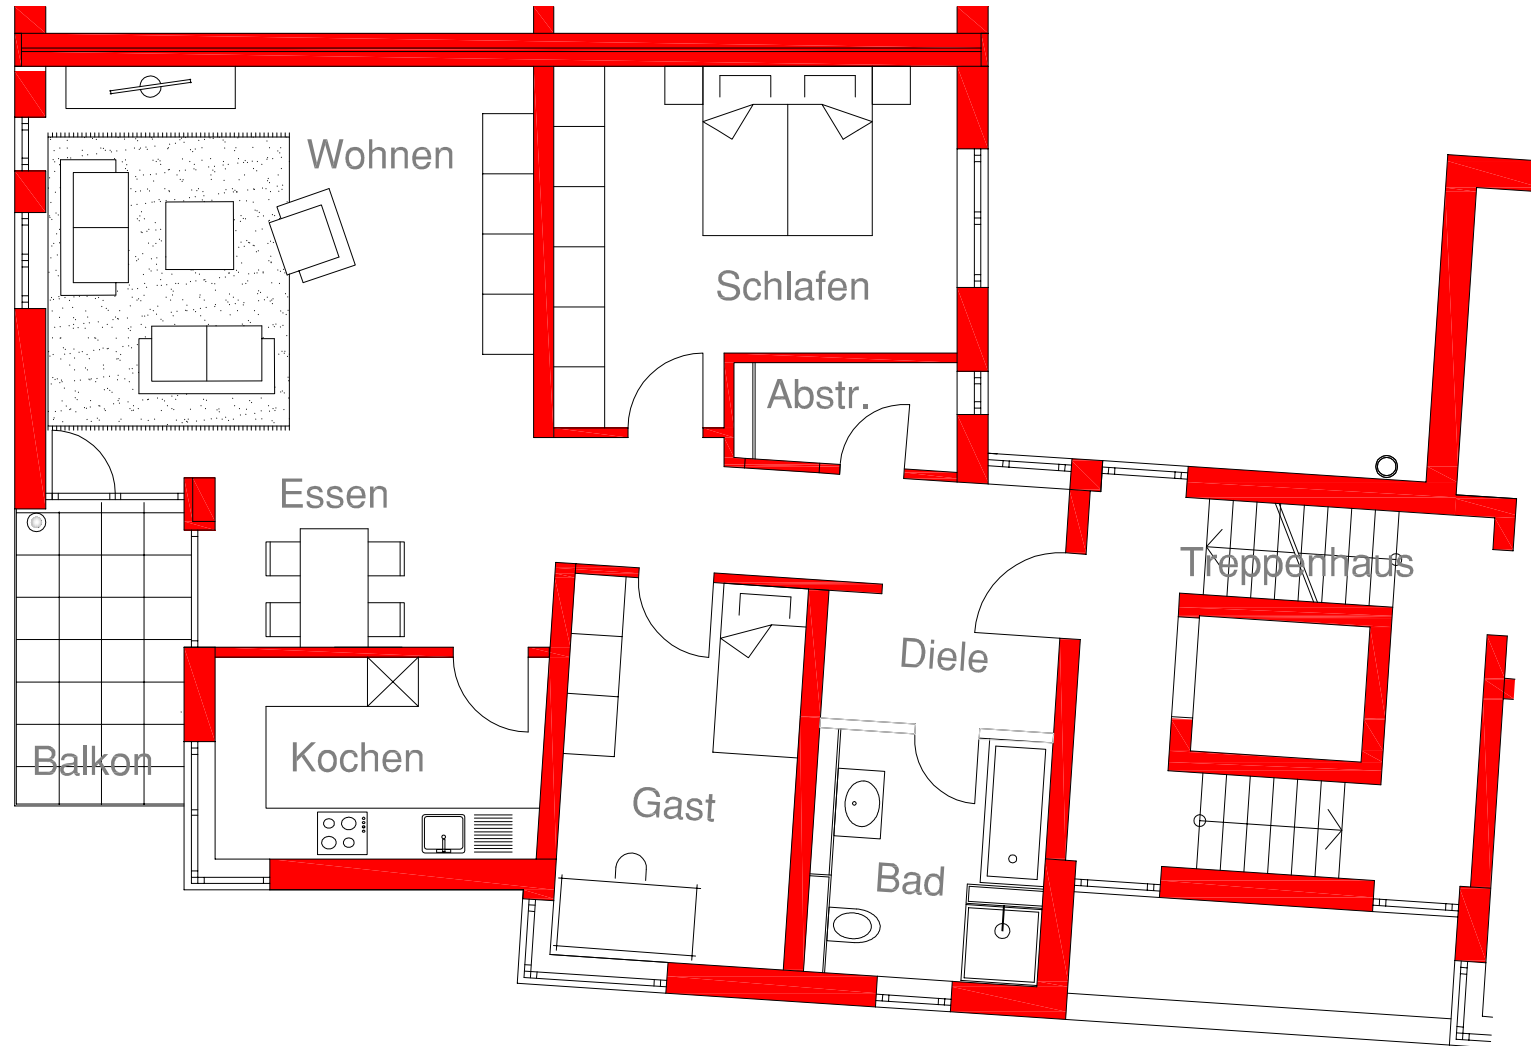 Wohnen
Schlafen
Abstr.
Essen
Treppenhaus
Diele
Balkon
Kochen
Gast
Bad